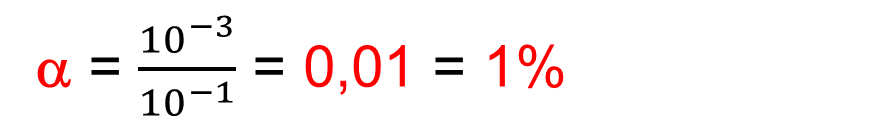 α = 10⁻³ / 10⁻¹ = 0,01 = 1%